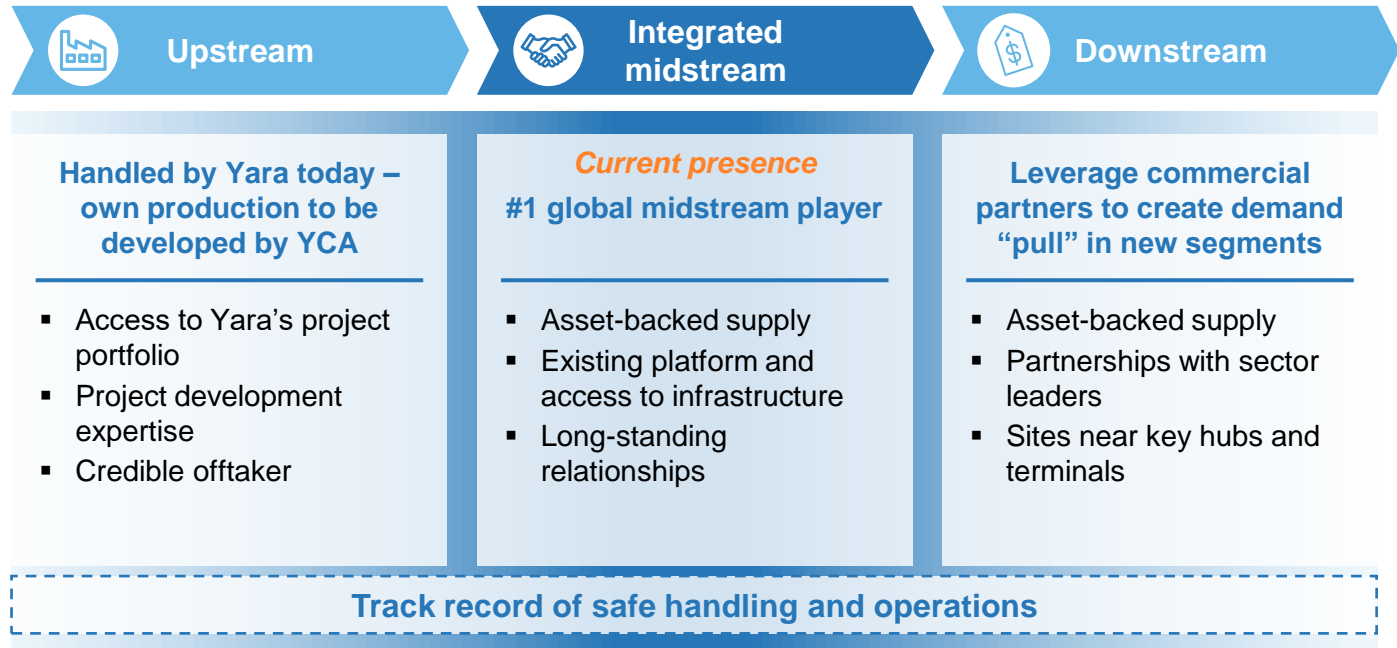 Upstream
Integrated
midstream
$
Downstream
Handled by Yara today –
own production to be
developed by YCA
▪ Access to Yara’s project
portfolio
▪ Project development
expertise
▪ Credible offtaker
Current presence
#1 global midstream player
▪ Asset-backed supply
▪ Existing platform and
access to infrastructure
▪ Long-standing
relationships
Leverage commercial
partners to create demand
“pull” in new segments
▪ Asset-backed supply
▪ Partnerships with sector
leaders
▪ Sites near key hubs and
terminals
Track record of safe handling and operations